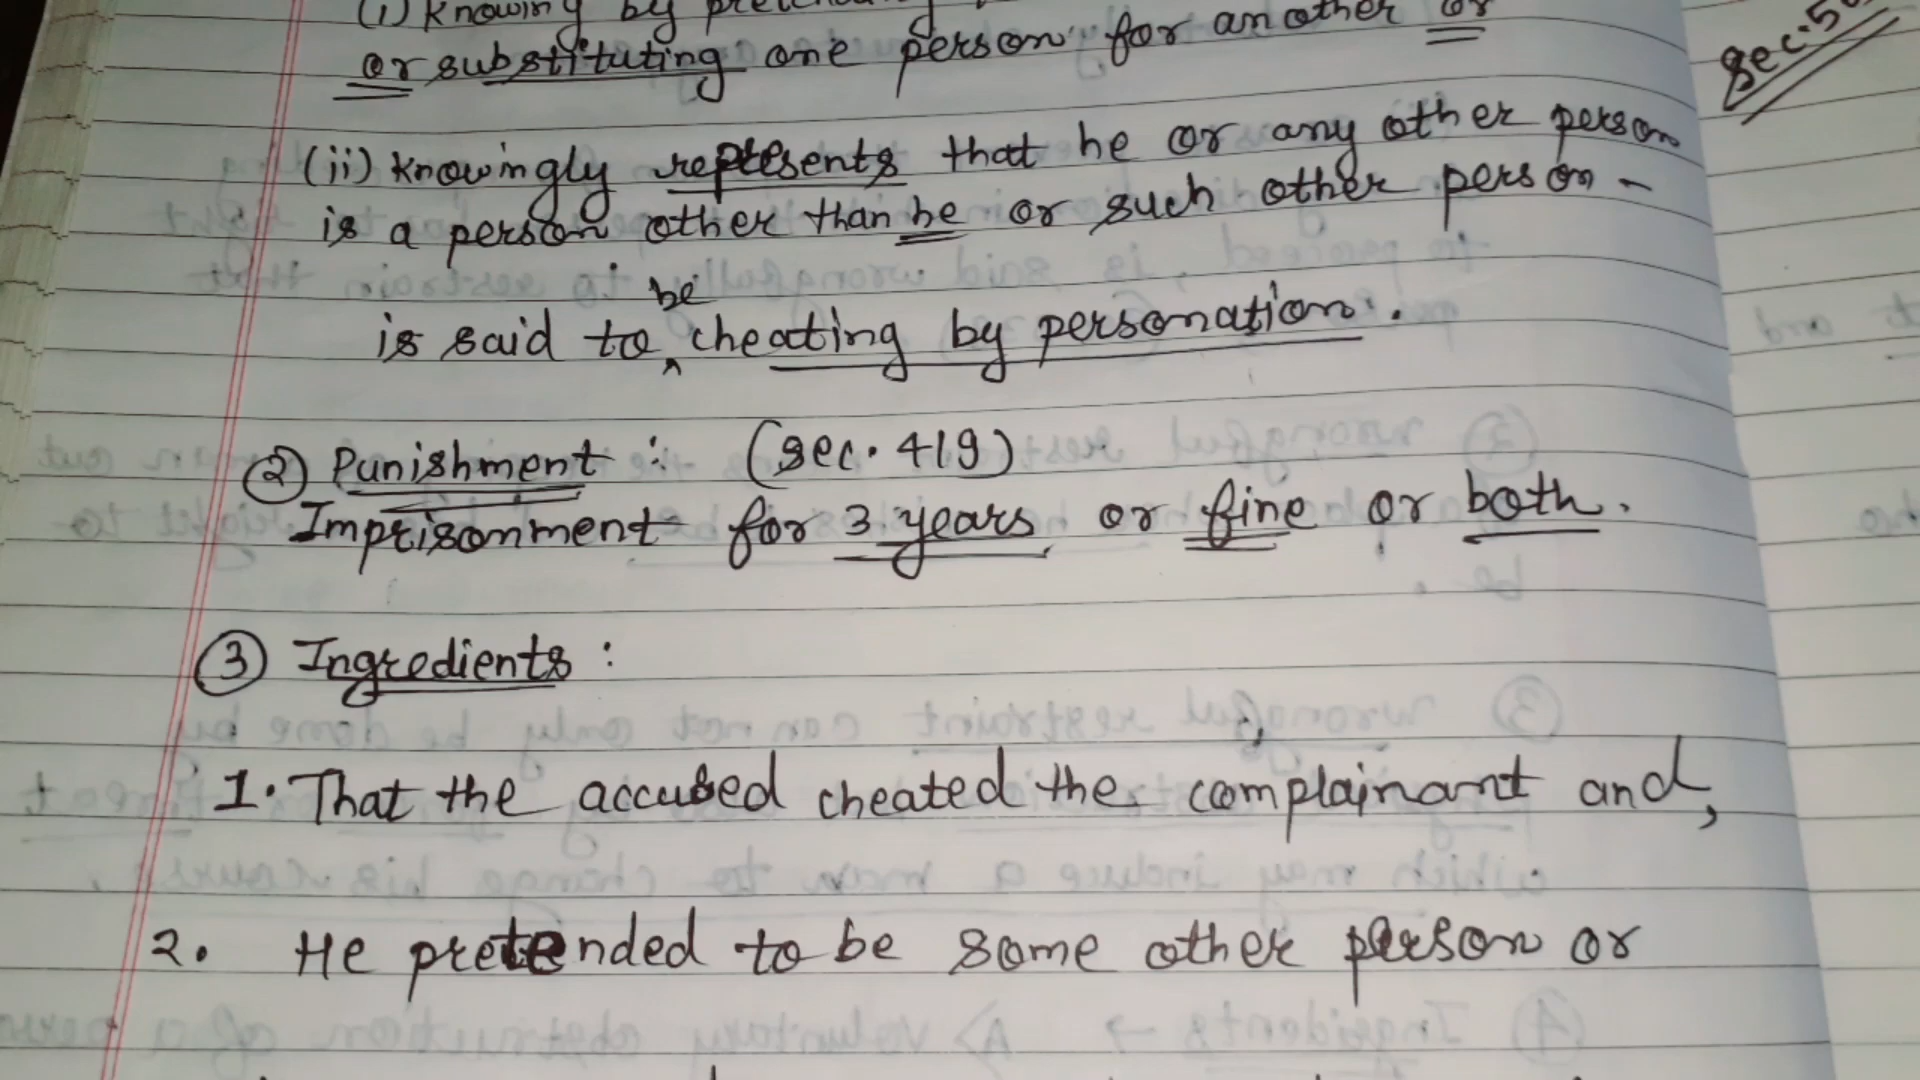 (i) knowing by
or substituting one person for another or
(ii) knowingly represents that he or any other person
is a person other than he or such other person -
be
is said to ^ cheating by personation.
② Punishment : (sec. 419)
Imprisonment for 3 years or fine or both.
③ Ingredients :
1. That the accused cheated the complainant and,
2. He pretended to be some other person or
Sec.